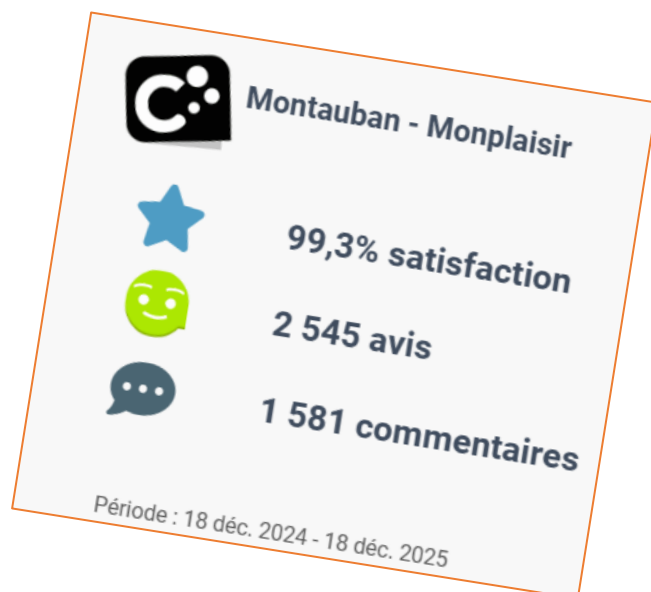 Montauban - Monplaisir
99,3% satisfaction
2 545 avis
1 581 commentaires
Période : 18 déc. 2024 - 18 déc. 2025